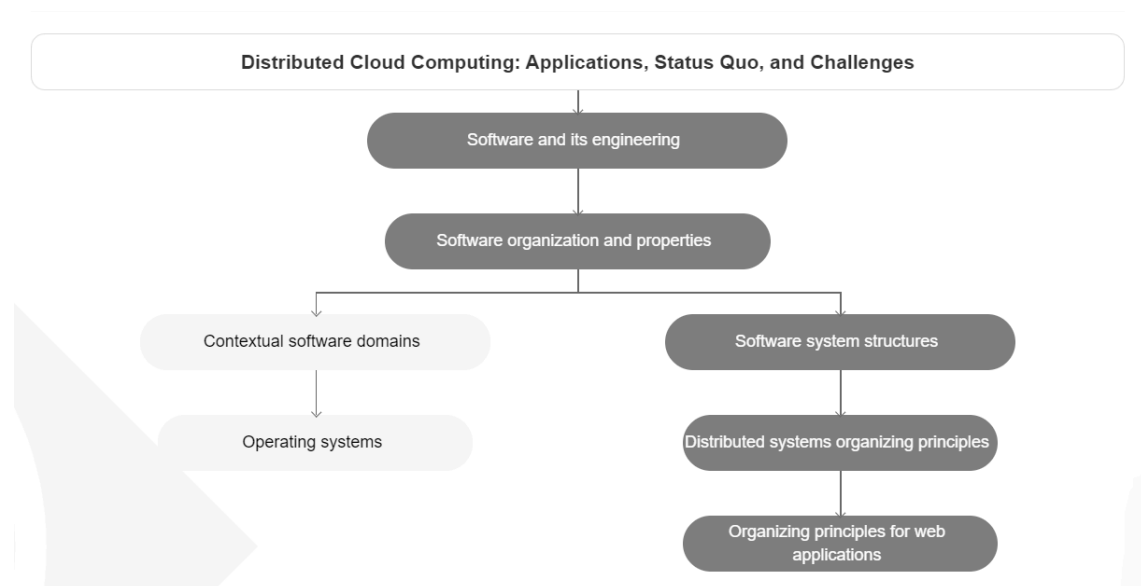 Distributed Cloud Computing: Applications, Status Quo, and Challenges
Software and its engineering
Software organization and properties
Contextual software domains
Software system structures
Operating systems
Distributed systems organizing principles
Organizing principles for web
applications